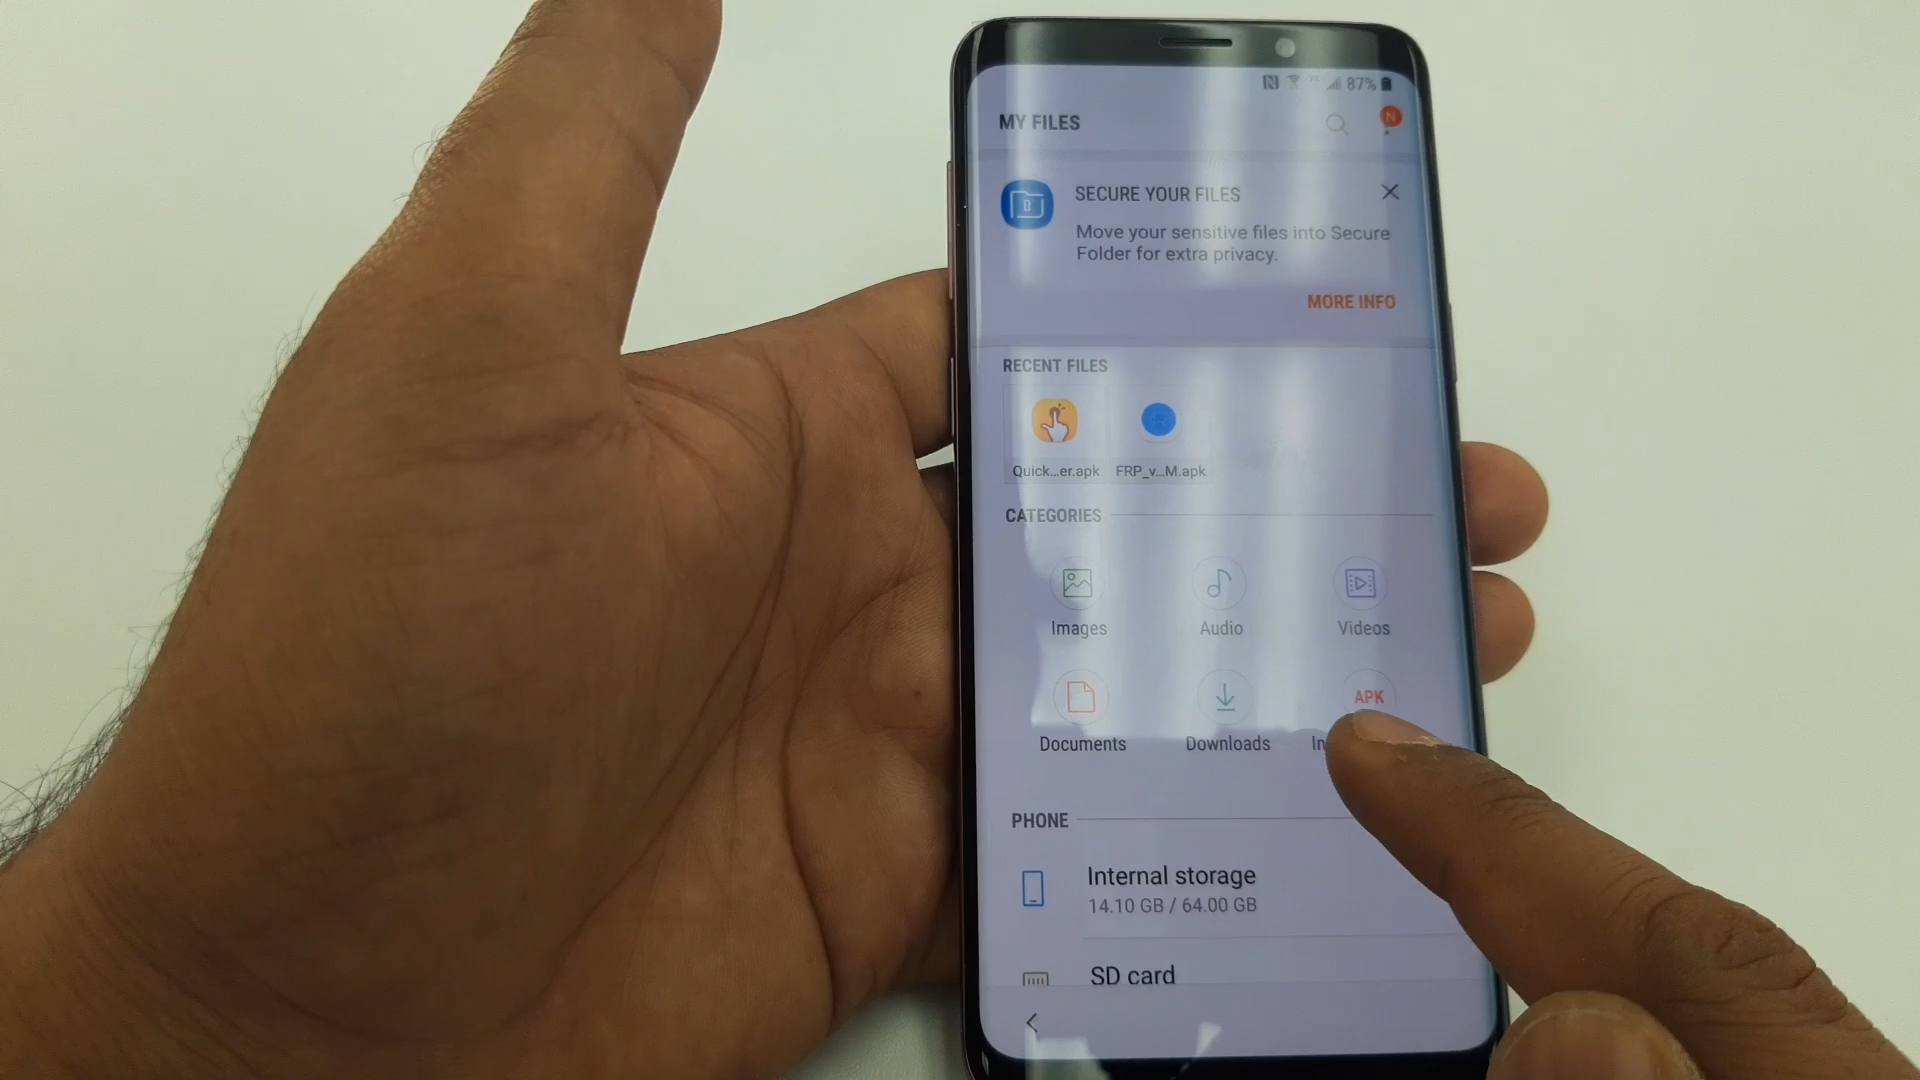 87%
MY FILES
N
SECURE YOUR FILES
Move your sensitive files into Secure
Folder for extra privacy.
MORE INFO
RECENT FILES
Quick...er.apk
FRP_v...M.apk
CATEGORIES
Images
Audio
Videos
APK
Documents
Downloads
In
PHONE
Internal storage
14.10 GB / 64.00 GB
SD card